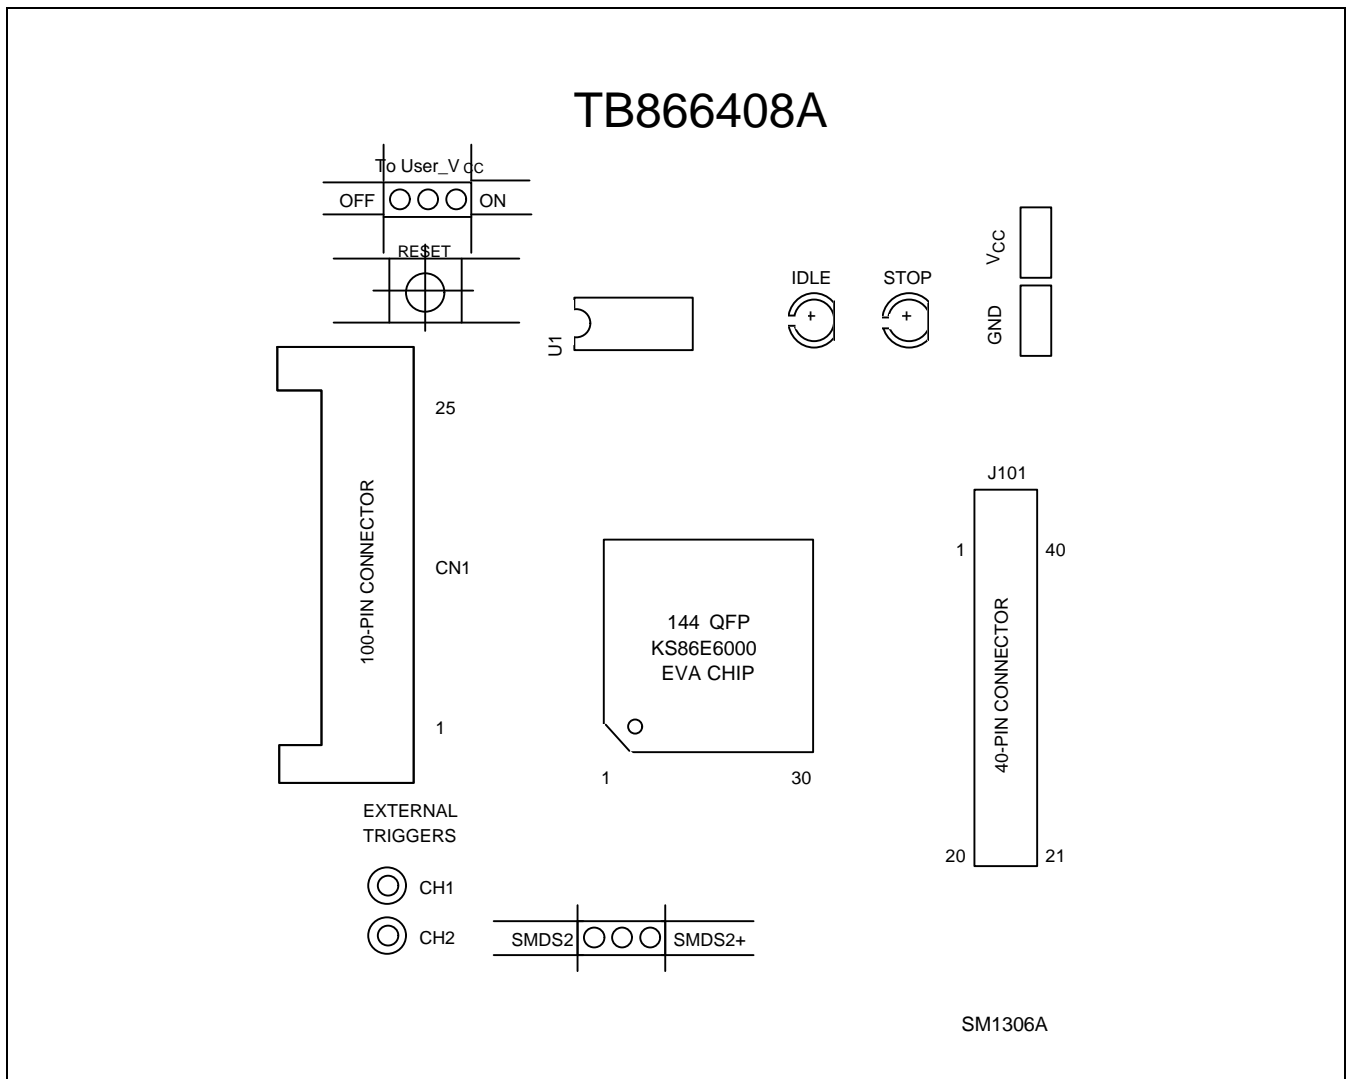 TB866408A
To User_VCC
OFF
ON
RESET
IDLE
STOP
VCC
GND
U1
25
100-PIN CONNECTOR
CN1
1
J101
1
40
40-PIN CONNECTOR
20
21
144 QFP
KS86E6000
EVA CHIP
1
30
EXTERNAL
TRIGGERS
CH1
CH2
SMDS2
SMDS2+
SM1306A